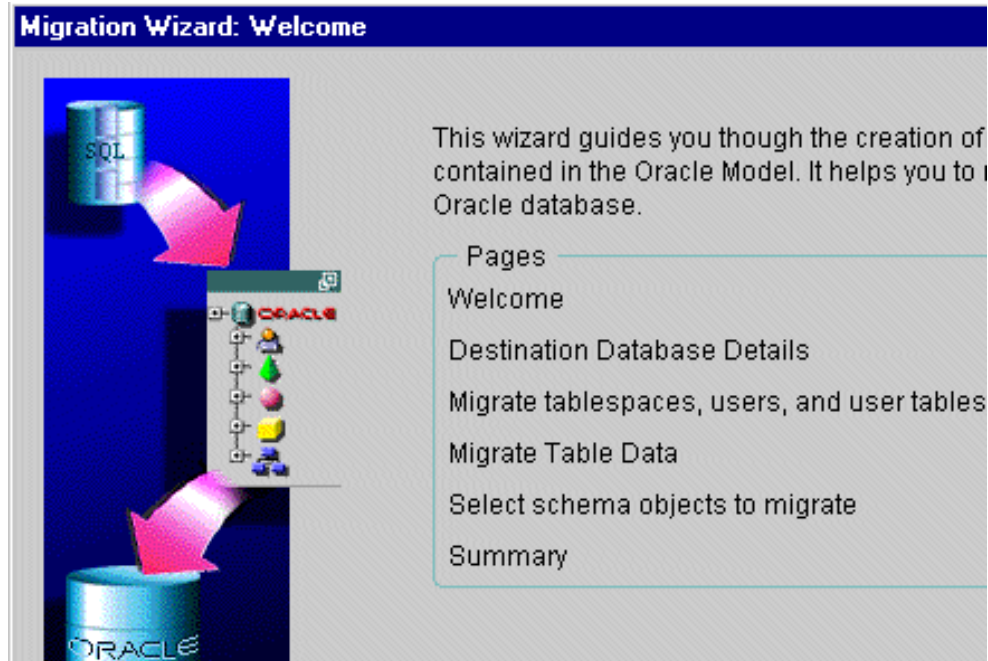 Migration Wizard: Welcome
SQL
This wizard guides you though the creation of
contained in the Oracle Model. It helps you to
Oracle database.
ORACLE
Pages
Welcome
Destination Database Details
Migrate tablespaces, users, and user tables
Migrate Table Data
Select schema objects to migrate
Summary
ORACLE